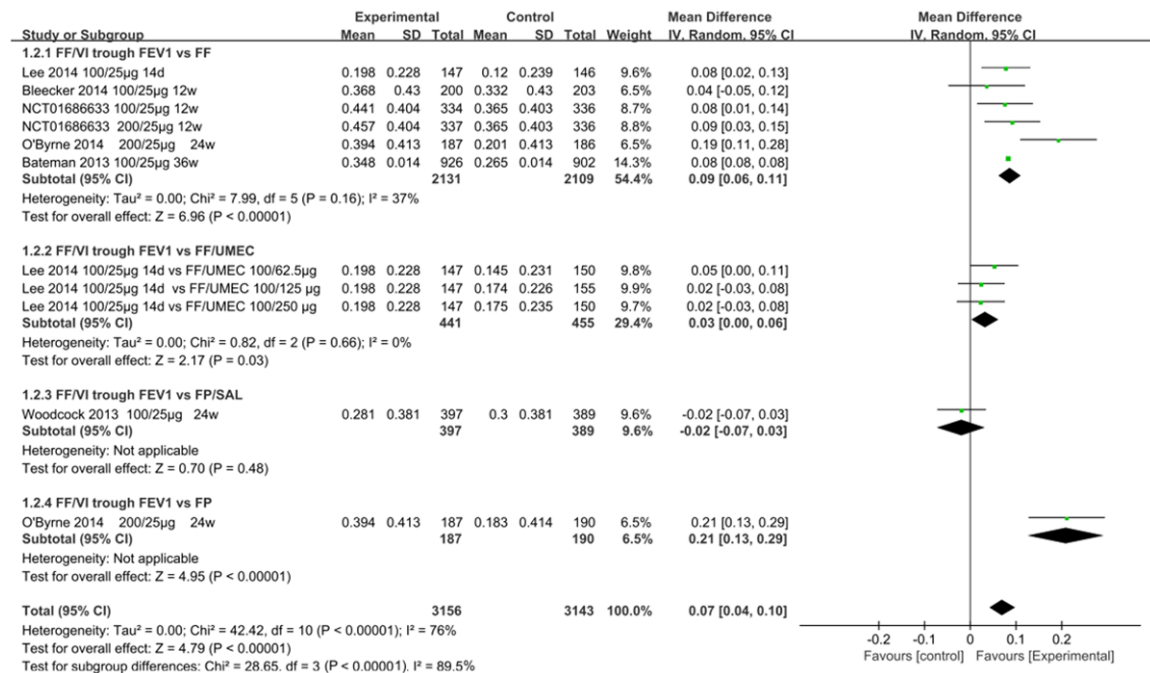 Experimental Control Mean Difference Mean Difference
Study or Subgroup Mean SD Total Mean SD Total Weight IV, Random, 95% CI IV, Random, 95% CI
1.2.1 FF/VI trough FEV1 vs FF
Lee 2014 100/25µg 14d 0.198 0.228 147 0.12 0.239 146 9.6% 0.08 [0.02, 0.13]
Bleecker 2014 100/25µg 12w 0.368 0.43 200 0.332 0.43 203 6.5% 0.04 [-0.05, 0.12]
NCT01686633 100/25µg 12w 0.441 0.404 334 0.365 0.403 336 8.7% 0.08 [0.01, 0.14]
NCT01686633 200/25µg 12w 0.457 0.404 337 0.365 0.403 336 8.8% 0.09 [0.03, 0.15]
O'Byrne 2014 200/25µg 24w 0.394 0.413 187 0.201 0.413 186 6.5% 0.19 [0.11, 0.28]
Bateman 2013 100/25µg 36w 0.348 0.014 926 0.265 0.014 902 14.3% 0.08 [0.08, 0.08]
Subtotal (95% CI) 2131 2109 54.4% 0.09 [0.06, 0.11]
Heterogeneity: Tau² = 0.00; Chi² = 7.99, df = 5 (P = 0.16); I² = 37%
Test for overall effect: Z = 6.96 (P < 0.00001)
1.2.2 FF/VI trough FEV1 vs FF/UMEC
Lee 2014 100/25µg 14d vs FF/UMEC 100/62.5µg 0.198 0.228 147 0.145 0.231 150 9.8% 0.05 [0.00, 0.11]
Lee 2014 100/25µg 14d vs FF/UMEC 100/125 µg 0.198 0.228 147 0.174 0.226 155 9.9% 0.02 [-0.03, 0.08]
Lee 2014 100/25µg 14d vs FF/UMEC 100/250 µg 0.198 0.228 147 0.175 0.235 150 9.7% 0.02 [-0.03, 0.08]
Subtotal (95% CI) 441 455 29.4% 0.03 [0.00, 0.06]
Heterogeneity: Tau² = 0.00; Chi² = 0.82, df = 2 (P = 0.66); I² = 0%
Test for overall effect: Z = 2.17 (P = 0.03)
1.2.3 FF/VI trough FEV1 vs FP/SAL
Woodcock 2013 100/25µg 24w 0.281 0.381 397 0.3 0.381 389 9.6% -0.02 [-0.07, 0.03]
Subtotal (95% CI) 397 389 9.6% -0.02 [-0.07, 0.03]
Heterogeneity: Not applicable
Test for overall effect: Z = 0.70 (P = 0.48)
1.2.4 FF/VI trough FEV1 vs FP
O'Byrne 2014 200/25µg 24w 0.394 0.413 187 0.183 0.414 190 6.5% 0.21 [0.13, 0.29]
Subtotal (95% CI) 187 190 6.5% 0.21 [0.13, 0.29]
Heterogeneity: Not applicable
Test for overall effect: Z = 4.95 (P < 0.00001)
Total (95% CI) 3156 3143 100.0% 0.07 [0.04, 0.10]
Heterogeneity: Tau² = 0.00; Chi² = 42.42, df = 10 (P < 0.00001); I² = 76%
Test for overall effect: Z = 4.79 (P < 0.00001)
Test for subgroup differences: Chi² = 28.65, df = 3 (P < 0.00001), I² = 89.5%
-0.2 -0.1 0 0.1 0.2
Favours [control] Favours [Experimental]